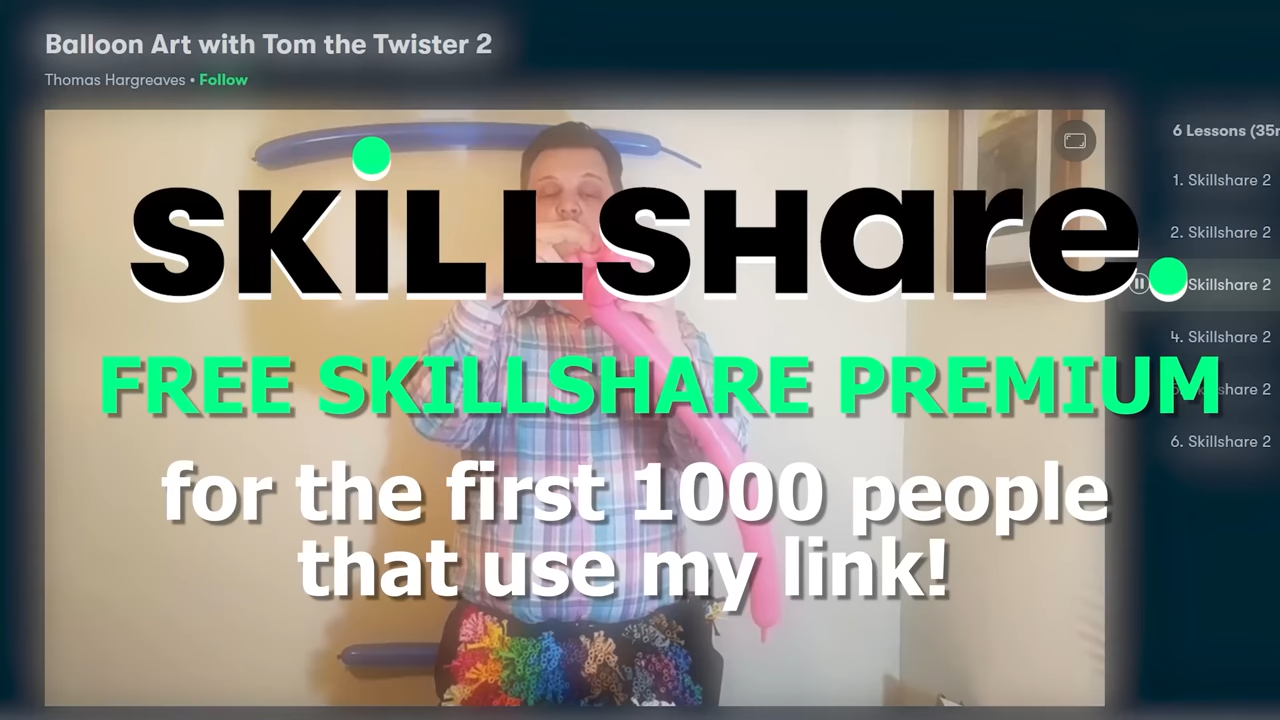 Balloon Art with Tom the Twister 2
Thomas Hargreaves • Follow
SKiLLSHare.
FREE SKILLSHARE PREMIUM
for the first 1000 people
that use my link!
6 Lessons (35
1. Skillshare 2
2. Skillshare 2
Skillshare 2
4. Skillshare 2
Skillshare 2
6. Skillshare 2